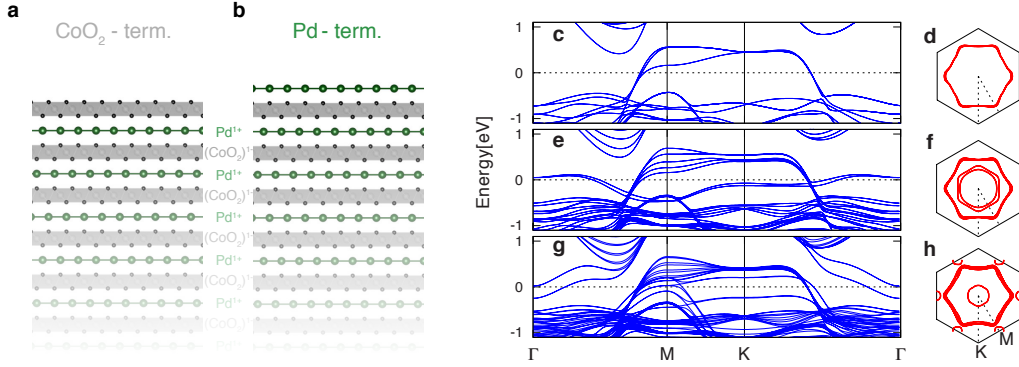 a
b
CoO2 - term.
Pd - term.
Pd1+
(CoO2)1-
Pd1+
(CoO2)1-
Pd1+
(CoO2)1-
Pd1+
(CoO2)1-
Pd1+
(CoO2)1-
Pd1+
Energy[eV]
c
1
0
-1
d
e
1
0
-1
f
g
1
0
-1
h
Γ
M
K
Γ
K
M